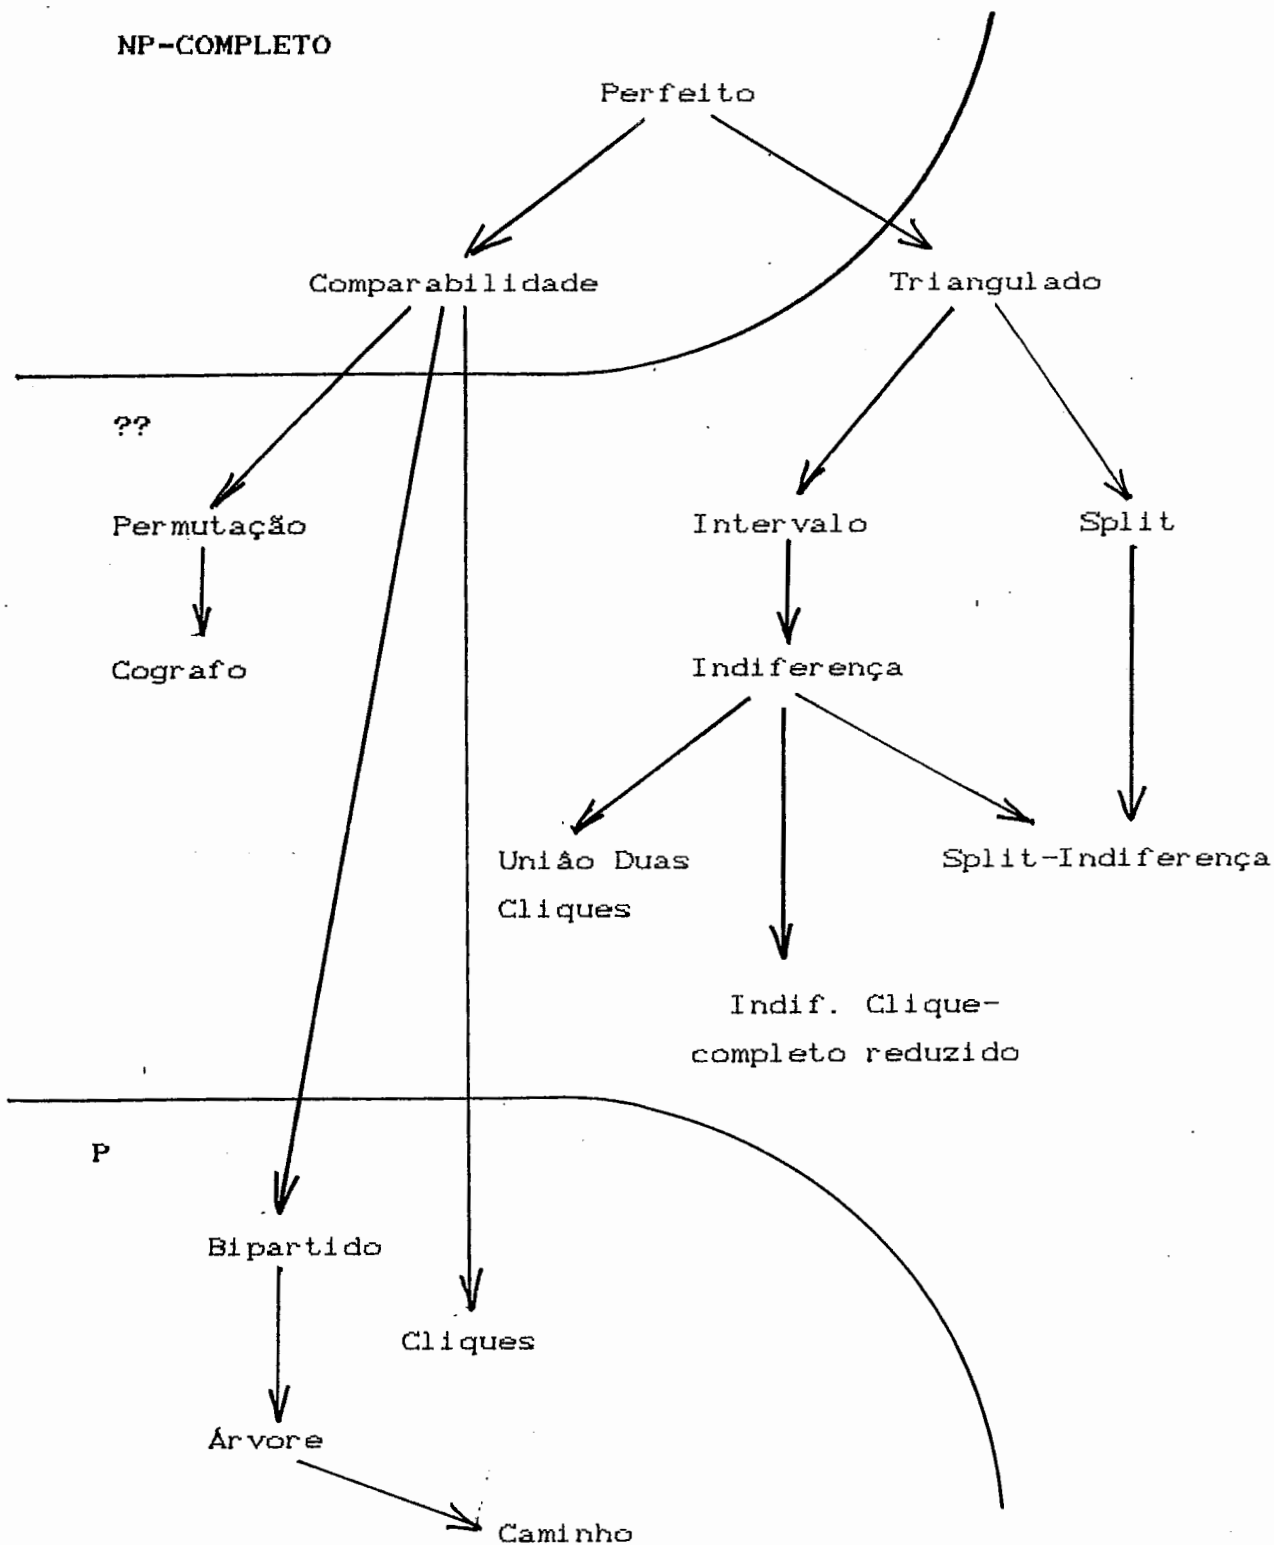 NP-COMPLETO
Perfeito
Comparabilidade
Triangulado
??
Permutação
Intervalo
Split
Cografo
Indiferença
União Duas
Cliques
Split-Indiferença
Indif. Clique-
completo reduzido
P
Bipartido
Cliques
Árvore
Caminho